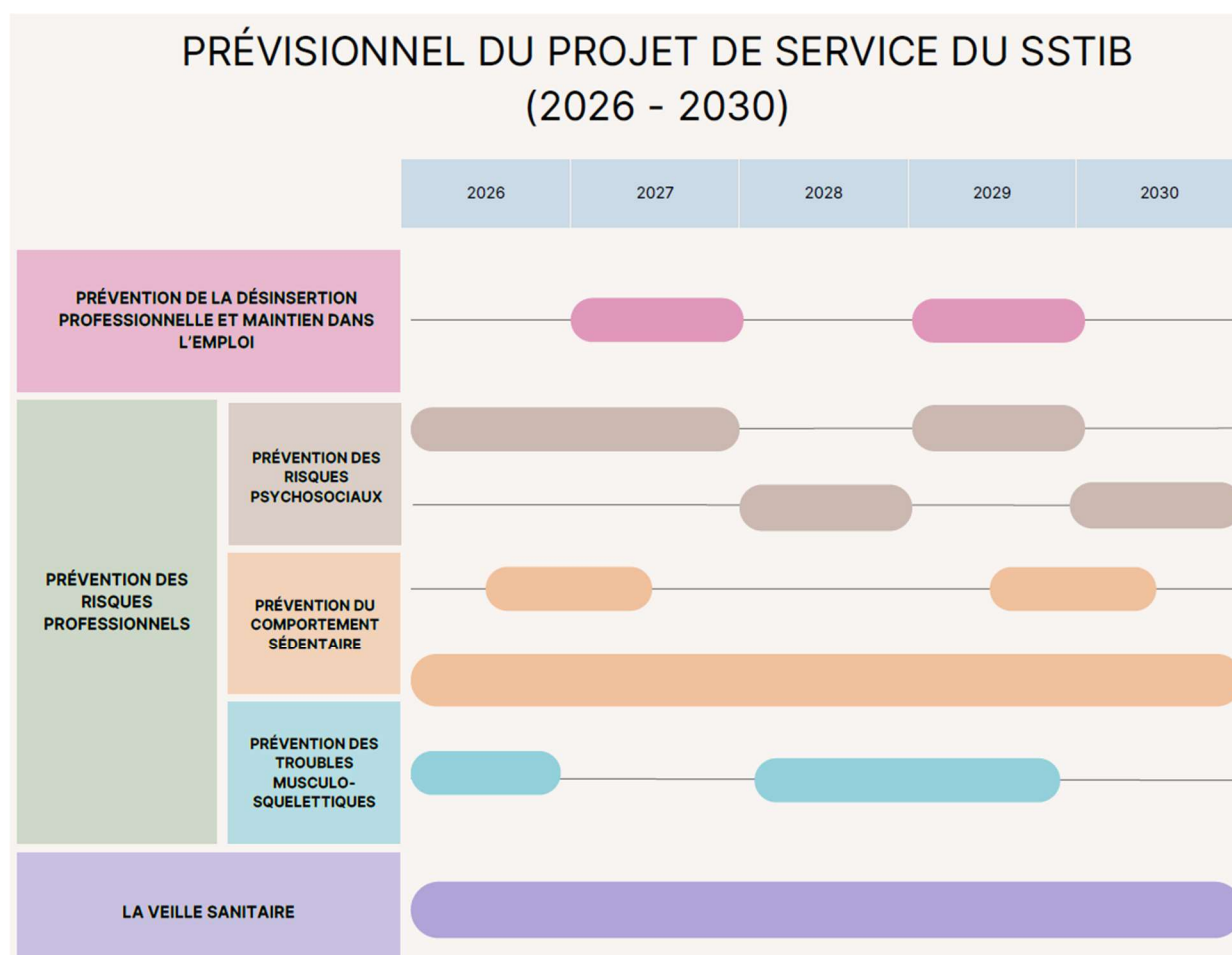 PRÉVISIONNEL DU PROJET DE SERVICE DU SSTIB
(2026 - 2030)
2026
2027
2028
2029
2030
PRÉVENTION DE LA DÉSINSERTION
PROFESSIONNELLE ET MAINTIEN DANS
L'EMPLOI
PRÉVENTION DES
RISQUES
PROFESSIONNELS
PRÉVENTION DES
RISQUES
PSYCHOSOCIAUX
PRÉVENTION DU
COMPORTEMENT
SÉDENTAIRE
PRÉVENTION DES
TROUBLES
MUSCULO-
SQUELETTIQUES
LA VEILLE SANITAIRE